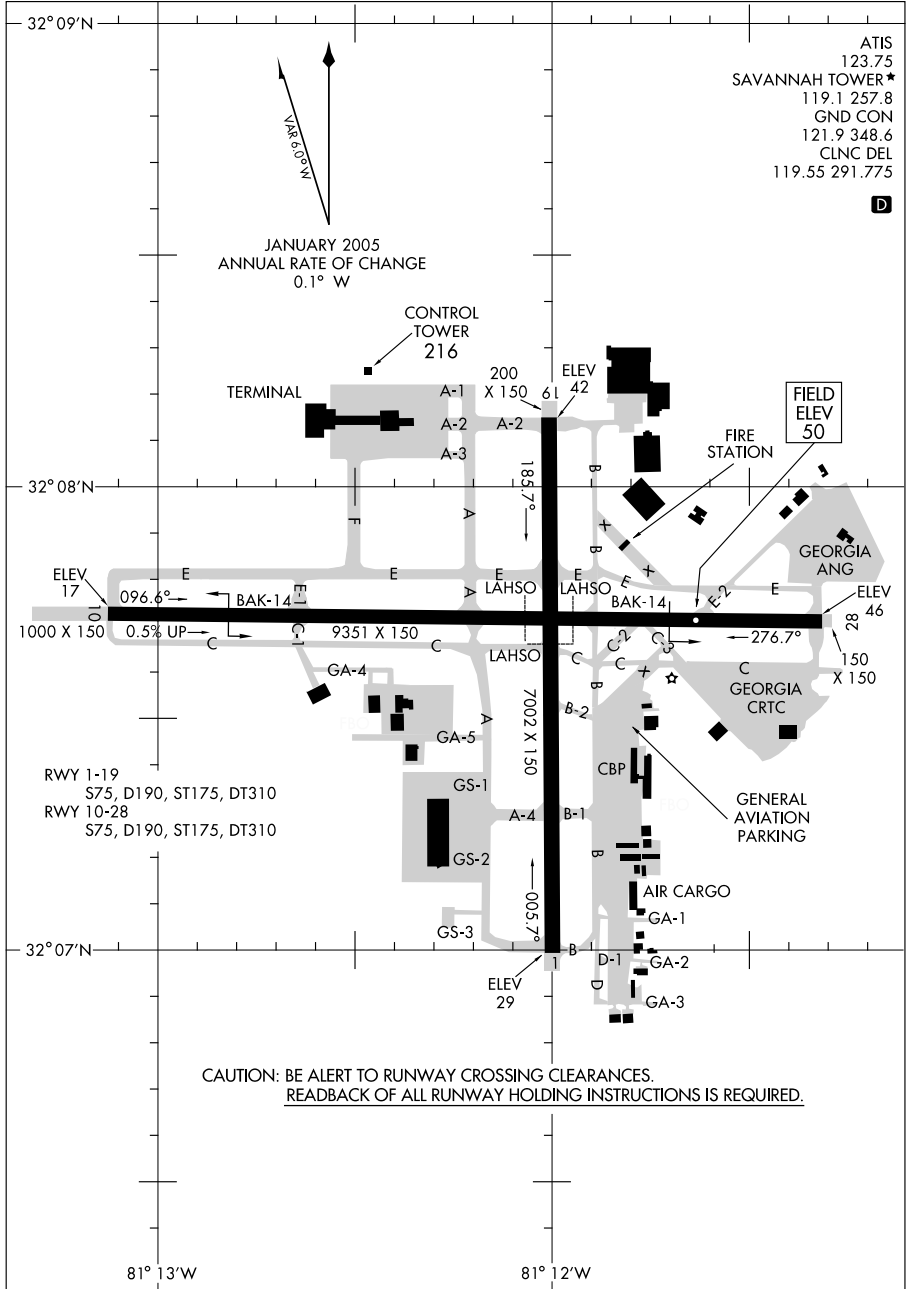 32° 09'N
ATIS
123.75
SAVANNAH TOWER★
119.1 257.8
GND CON
121.9 348.6
CLNC DEL
119.55 291.775
D
VAR 6.0° W
JANUARY 2005
ANNUAL RATE OF CHANGE
0.1° W
CONTROL
TOWER
216
TERMINAL
A-1
A-2
A-2
A-3
200
X 150
19
ELEV
42
FIELD
ELEV
50
FIRE
STATION
32° 08'N
185.7°
B
B
X
X
A
F
GEORGIA
ANG
ELEV
17
E
E
E
E
E
E
E-1
E-2
A
LAHSO
LAHSO
LAHSO
BAK-14
BAK-14
ELEV
46
096.6°
10
28
276.7°
1000 X 150
0.5% UP
9351 X 150
150
X 150
C
C-1
C
C
C
C-2
C-3
X
C
GEORGIA
CRTC
GA-4
GA-5
A
7002 X 150
B
B-2
RWY 1-19
S75, D190, ST175, DT310
RWY 10-28
S75, D190, ST175, DT310
GS-1
GS-2
GS-3
A-4
B-1
CBP
GENERAL
AVIATION
PARKING
B
AIR CARGO
GA-1
GA-2
GA-3
005.7°
32° 07'N
1
B
D-1
D
ELEV
29
CAUTION: BE ALERT TO RUNWAY CROSSING CLEARANCES.
READBACK OF ALL RUNWAY HOLDING INSTRUCTIONS IS REQUIRED.
81° 13'W
81° 12'W